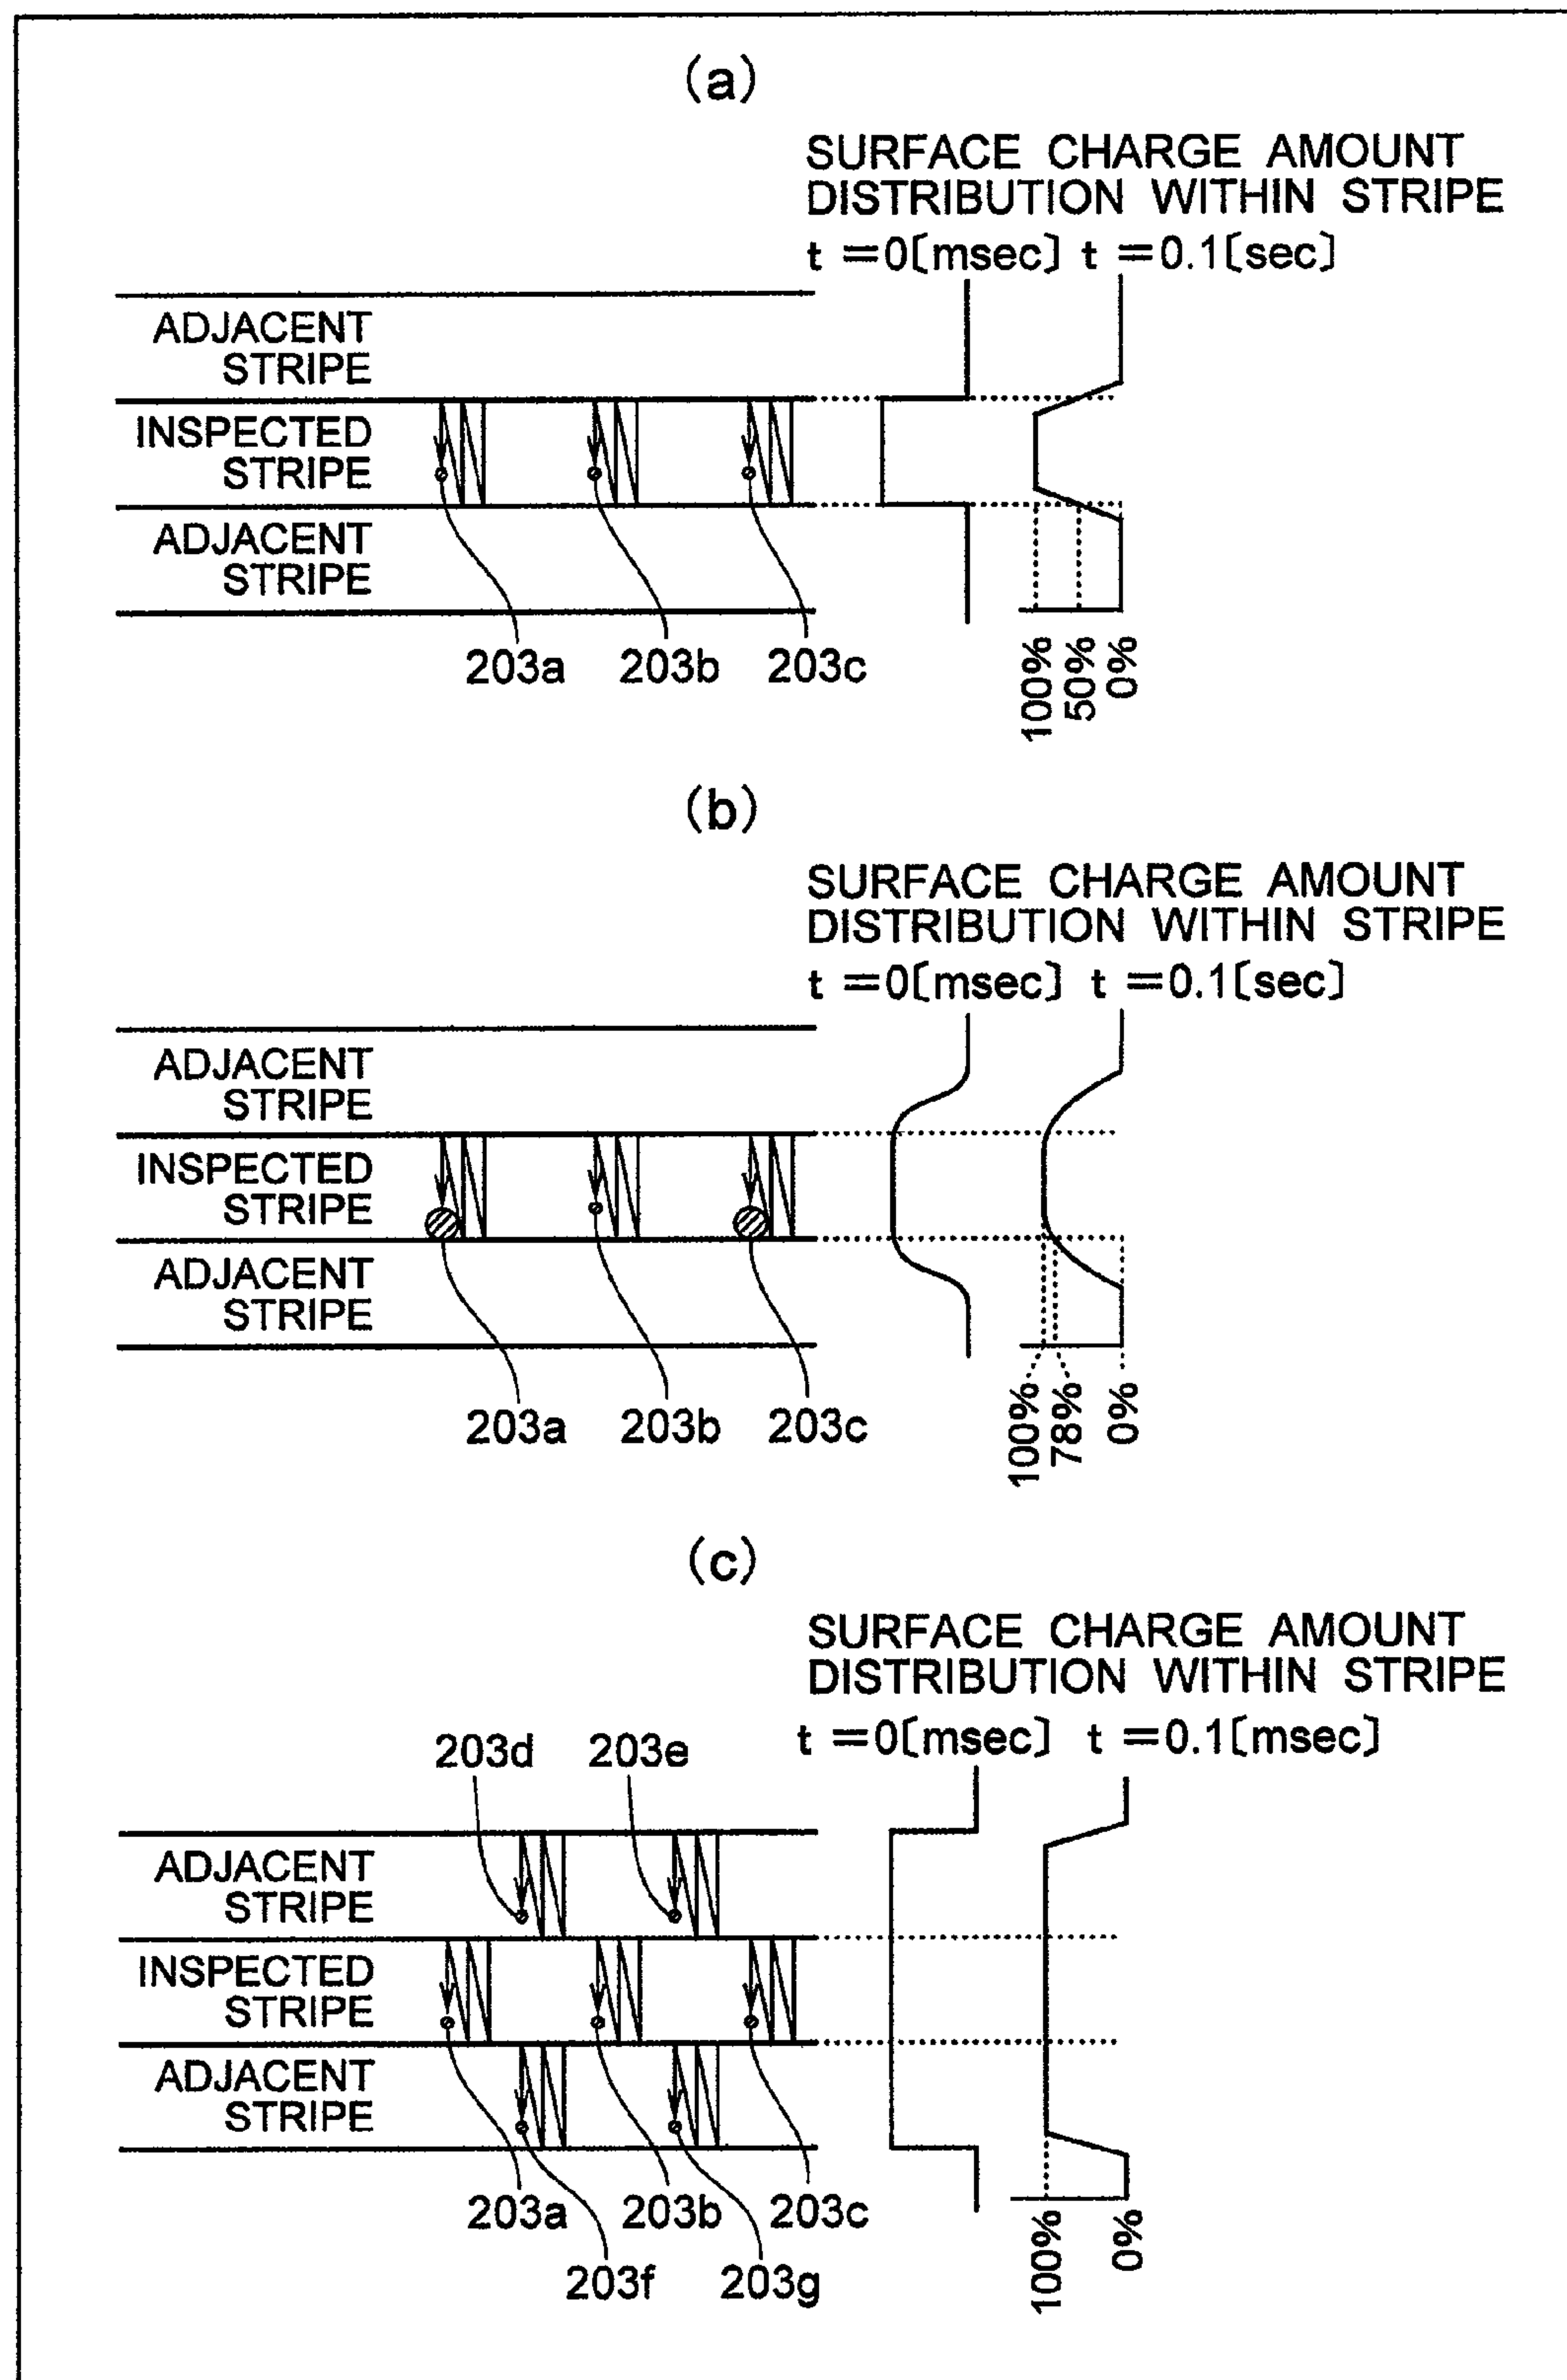 (a)
SURFACE CHARGE AMOUNT
DISTRIBUTION WITHIN STRIPE
t =0[msec] t =0.1[sec]
ADJACENT
STRIPE
INSPECTED
STRIPE
ADJACENT
STRIPE
203a 203b 203c
100% 50% 0%
(b)
SURFACE CHARGE AMOUNT
DISTRIBUTION WITHIN STRIPE
t =0[msec] t =0.1[sec]
ADJACENT
STRIPE
INSPECTED
STRIPE
ADJACENT
STRIPE
203a 203b 203c
100% 78% 0%
(c)
SURFACE CHARGE AMOUNT
DISTRIBUTION WITHIN STRIPE
t =0[msec] t =0.1[msec]
203d 203e
ADJACENT
STRIPE
INSPECTED
STRIPE
ADJACENT
STRIPE
203a 203b 203c
203f 203g
100% 0%